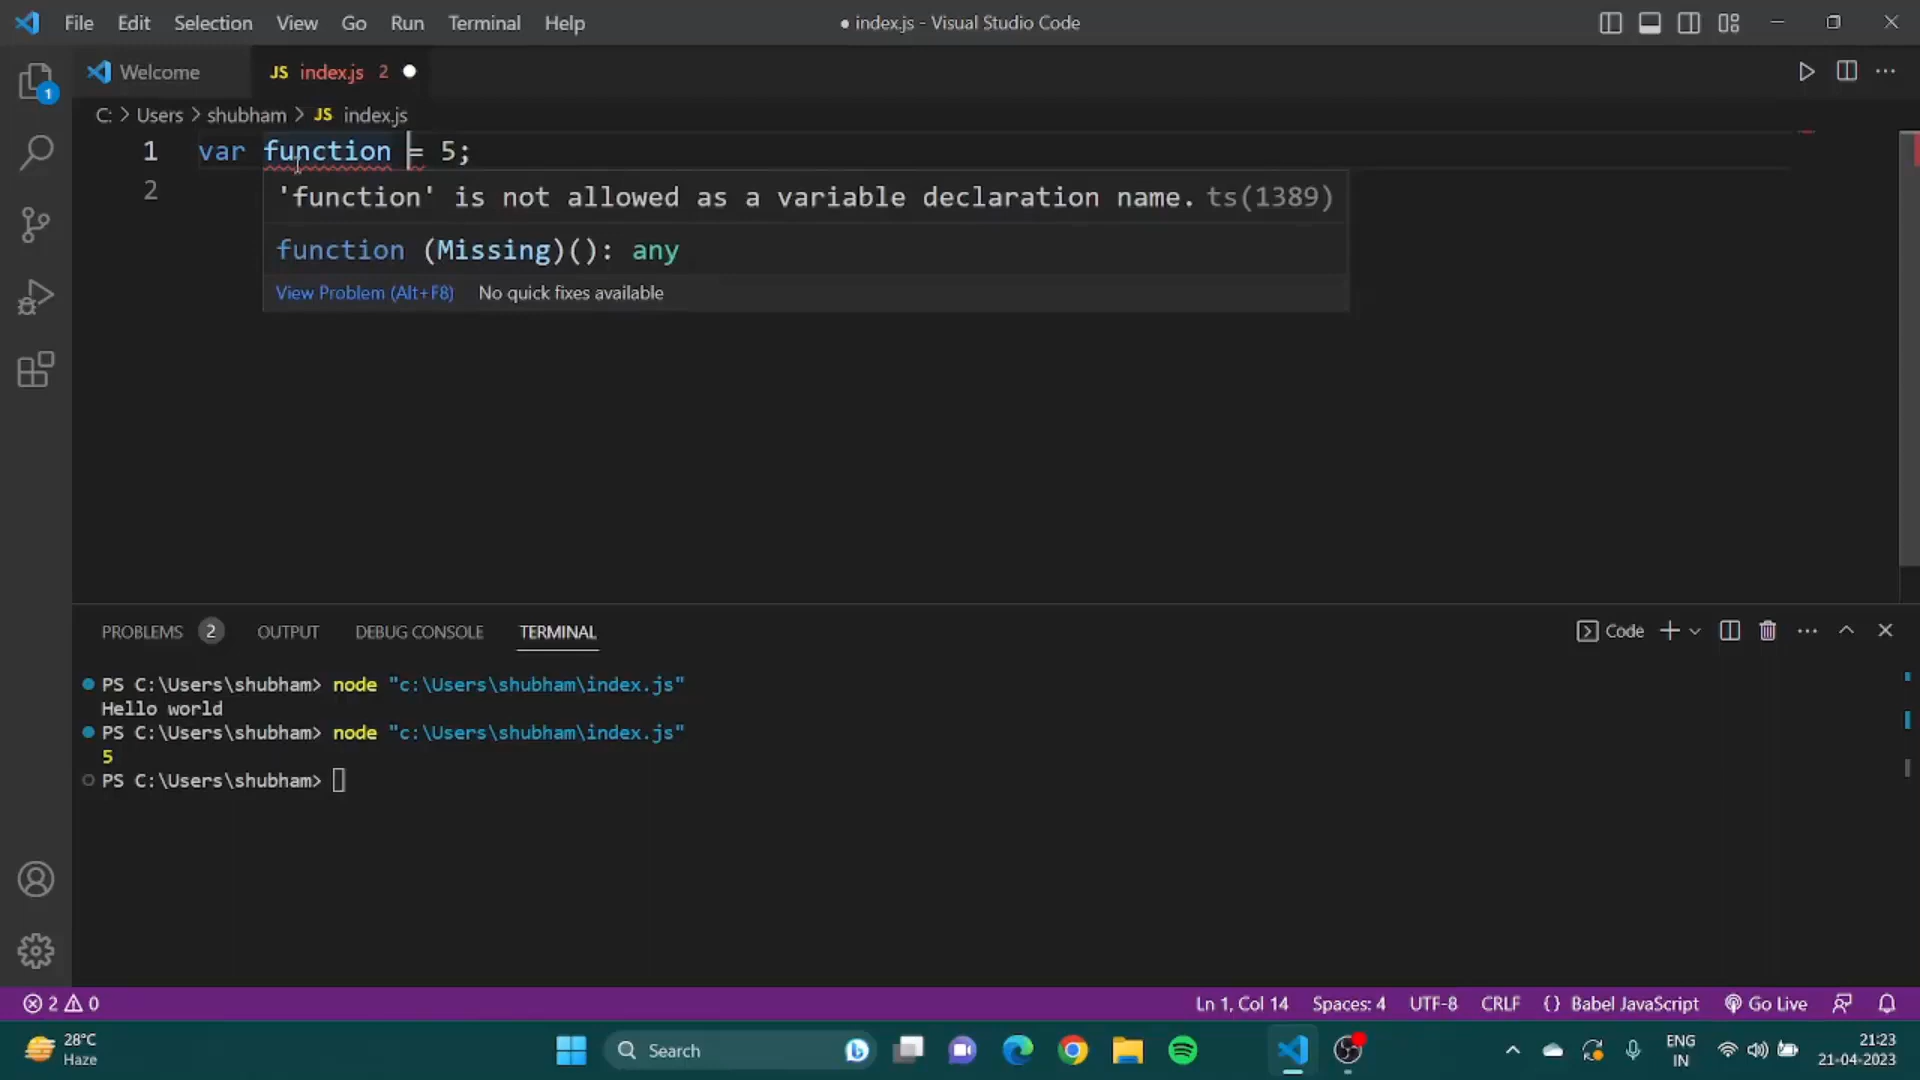 File Edit Selection View Go Run Terminal Help
● index.js - Visual Studio Code
Welcome
JS index.js 2
C: > Users > shubham > JS index.js
1 var function = 5;
2
'function' is not allowed as a variable declaration name. ts(1389)
function (Missing)(): any
View Problem (Alt+F8) No quick fixes available
1
PROBLEMS 2 OUTPUT DEBUG CONSOLE TERMINAL
Code
PS C:\Users\shubham> node "c:\Users\shubham\index.js"
Hello world
PS C:\Users\shubham> node "c:\Users\shubham\index.js"
5
PS C:\Users\shubham>
2 0
Ln 1, Col 14 Spaces: 4 UTF-8 CRLF {} Babel JavaScript Go Live
28°C
Haze
Search
ENG
IN
21:23
21-04-2023